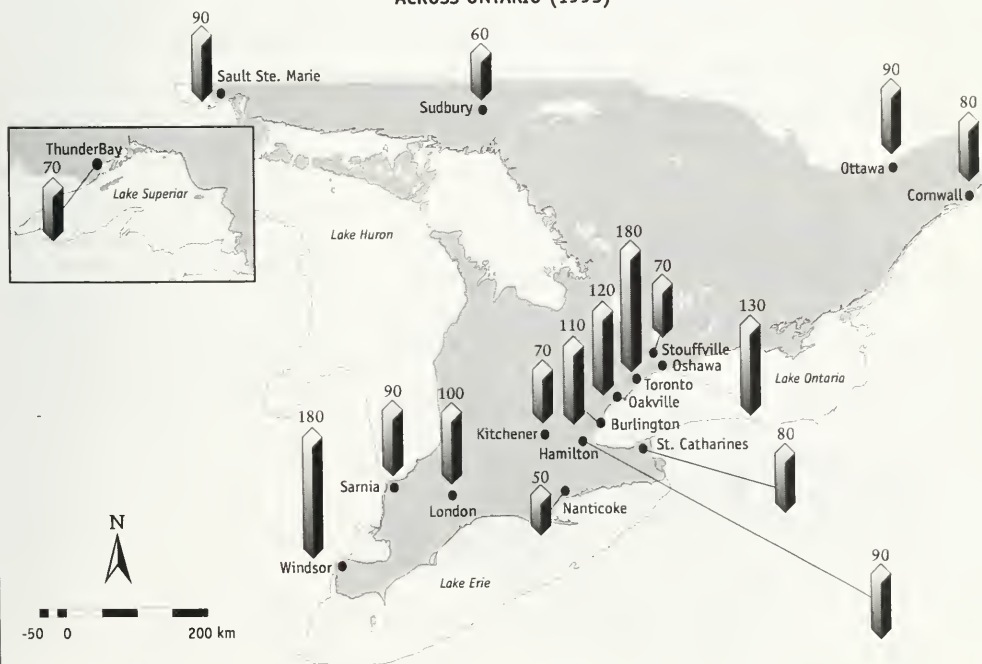 ACROSS ONTARIO (1995)
90
Sault Ste. Marie
60
Sudbury
90
Ottawa
80
Cornwall
ThunderBay
70
Lake Superiar
Lake Huron
180
70
120
130
110
70
Stouffville
Oshawa
Toronto
Lake Ontaria
Oakville
Burlington
Kitchener
Hamilton
St. Catharines
80
90
100
180
Sarnia
London
50
Nanticoke
Windsor
Lake Erie
90
N
-50 0 200 km